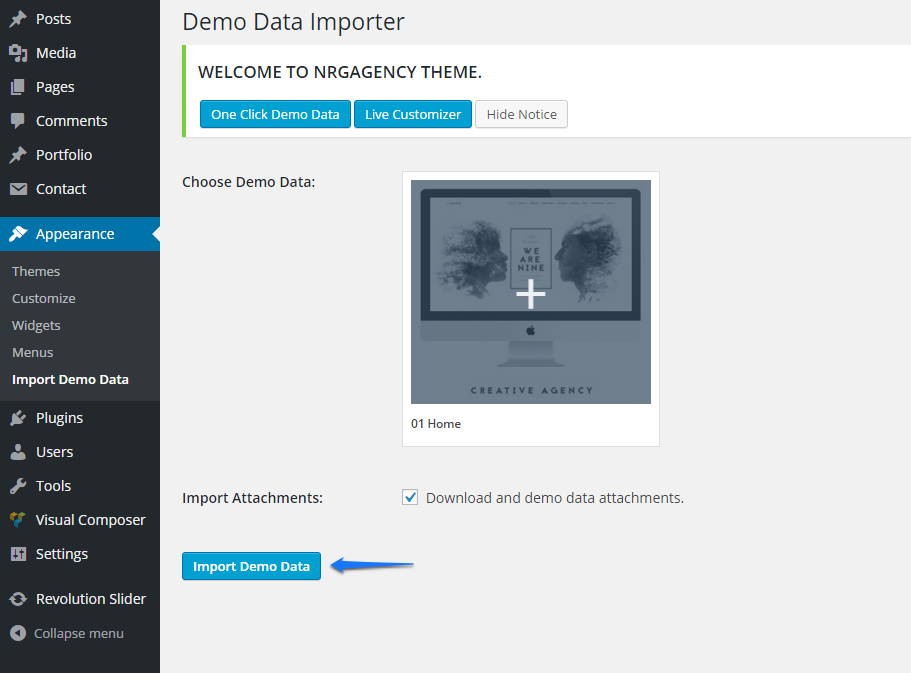 Posts
Media
Pages
Comments
Portfolio
Contact
Appearance
Themes
Customize
Widgets
Menus
Import Demo Data
Plugins
Users
Tools
Visual Composer
Settings
Revolution Slider
Collapse menu
Demo Data Importer
WELCOME TO NRGAGENCY THEME.
One Click Demo Data Live Customizer Hide Notice
Choose Demo Data:
WE
ARE
NINE
CREATIVE AGENCY
01 Home
Import Attachments: Download and demo data attachments.
Import Demo Data